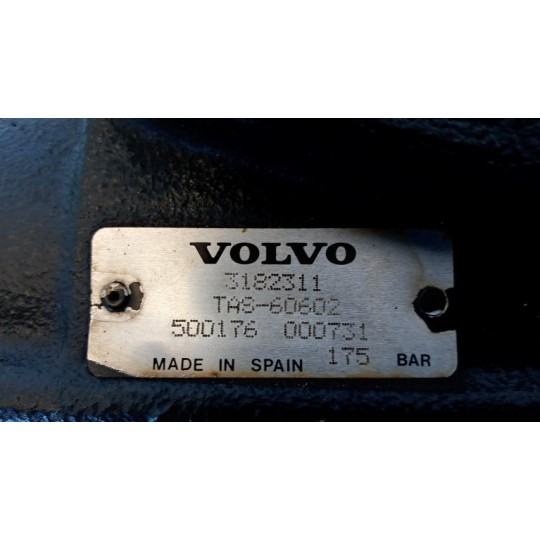 VOLVO
3182311
TAS-60602
500176 000731
MADE IN SPAIN 175 BAR